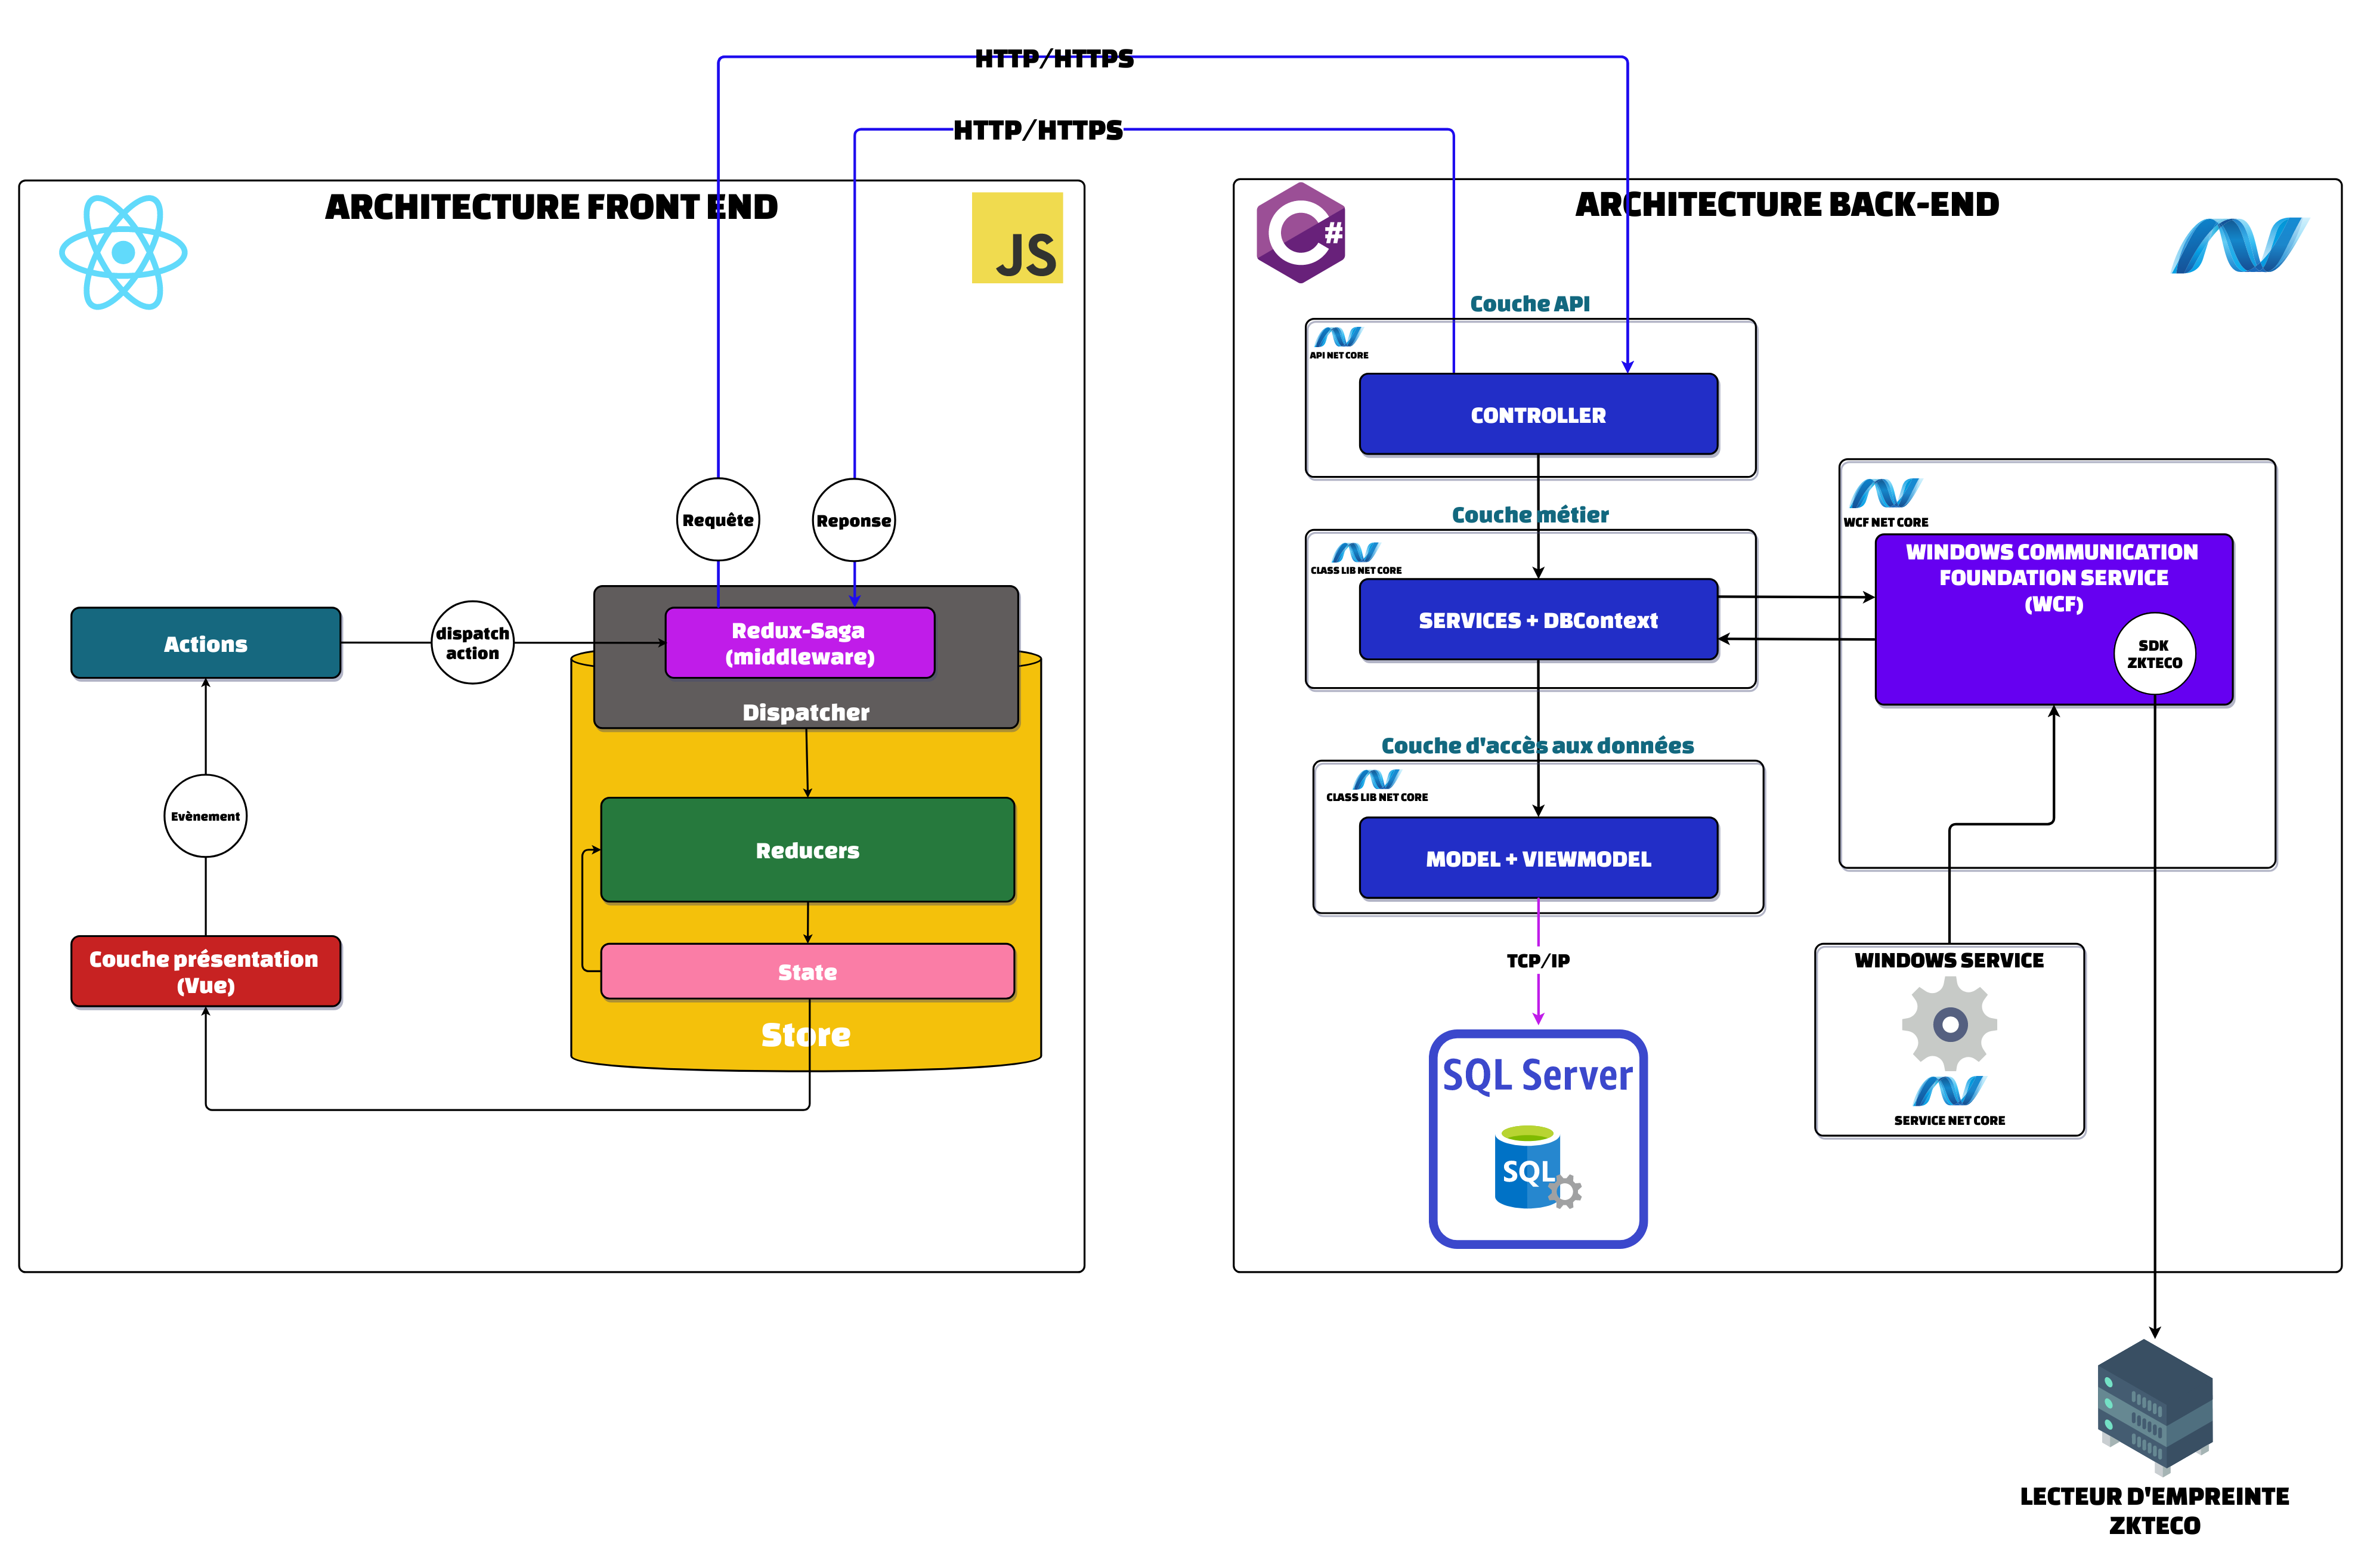 HTTP/HTTPS
HTTP/HTTPS
ARCHITECTURE FRONT END
JS
Requête
Reponse
Actions
dispatch
action
Redux-Saga
(middleware)
Dispatcher
Evènement
Reducers
Couche présentation
(Vue)
State
Store
ARCHITECTURE BACK-END
C#
Couche API
API NET CORE
CONTROLLER
Couche métier
CLASS LIB NET CORE
SERVICES + DBContext
WCF NET CORE
WINDOWS COMMUNICATION
FOUNDATION SERVICE
(WCF)
SDK
ZKTECO
Couche d'accès aux données
CLASS LIB NET CORE
MODEL + VIEWMODEL
TCP/IP
SQL Server
SQL
WINDOWS SERVICE
SERVICE NET CORE
LECTEUR D'EMPREINTE
ZKTECO